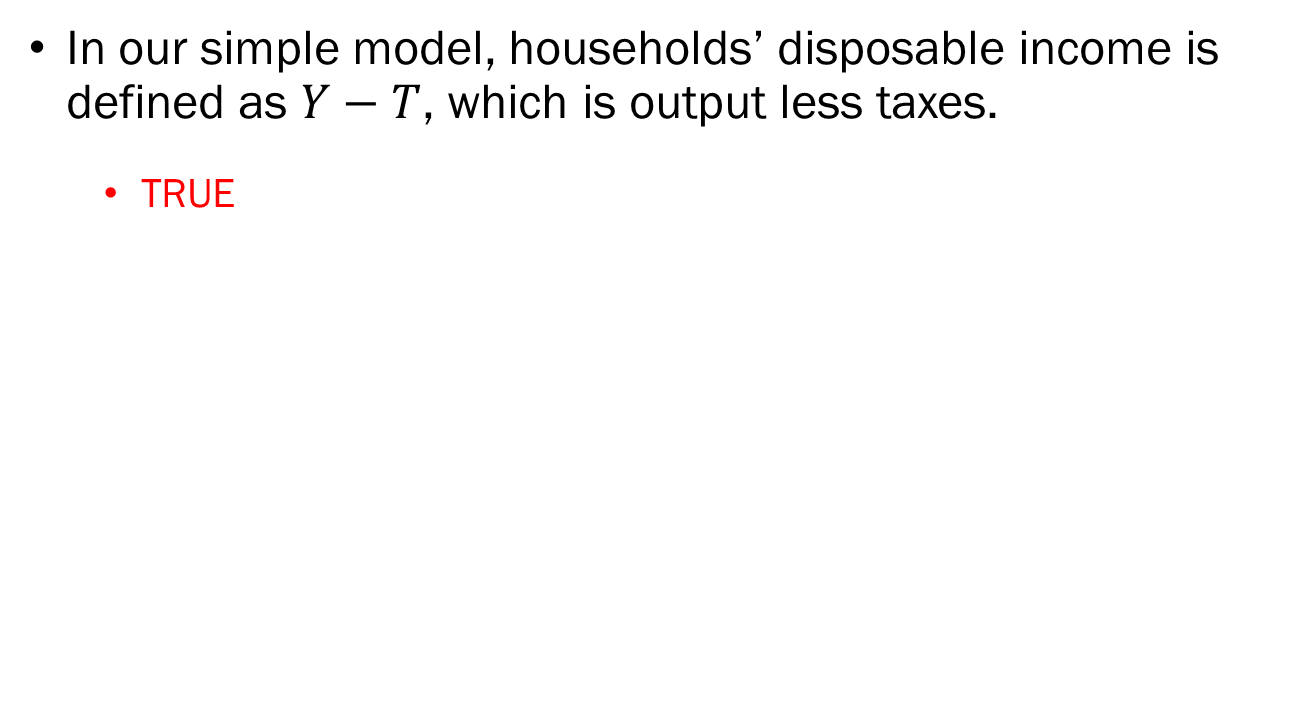 • In our simple model, households’ disposable income is
defined as Y − T, which is output less taxes.
• TRUE